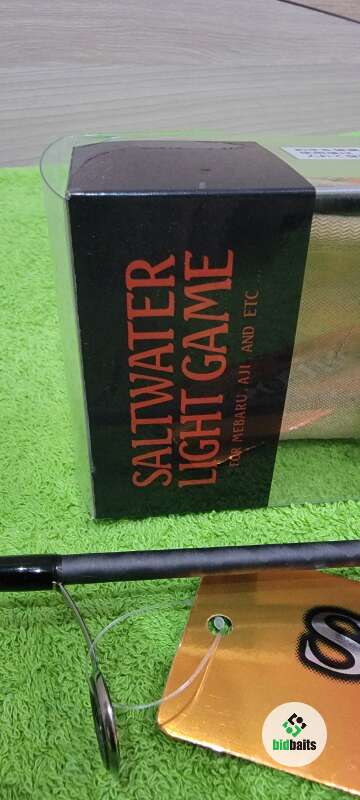 SALTWATER
LIGHT GAME
FOR MEBARU, AJI, AND ETC...
bidbaits